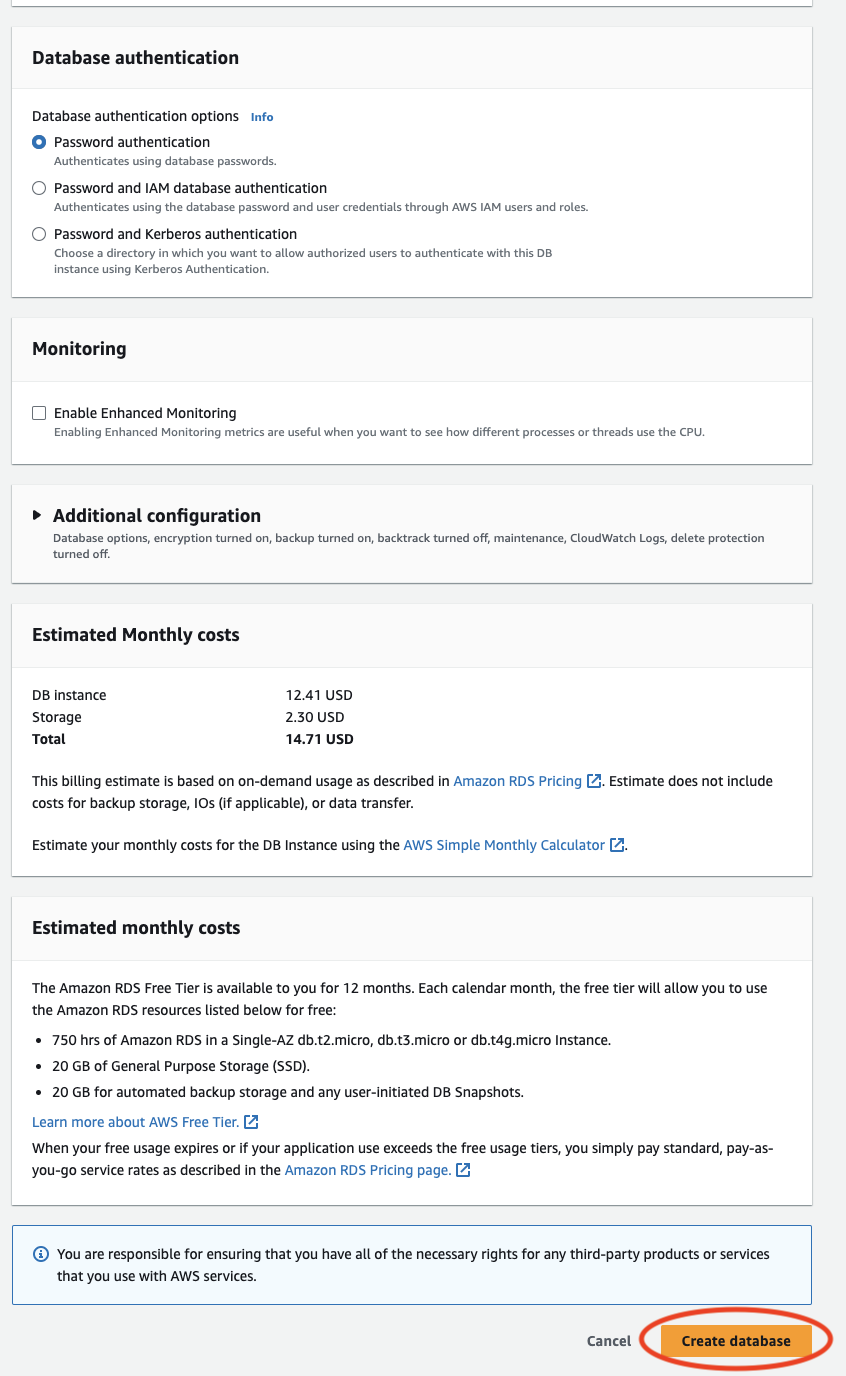 Database authentication
Database authentication options Info
Password authentication
Authenticates using database passwords.
Password and IAM database authentication
Authenticates using the database password and user credentials through AWS IAM users and roles.
Password and Kerberos authentication
Choose a directory in which you want to allow authorized users to authenticate with this DB
instance using Kerberos Authentication.
Monitoring
Enable Enhanced Monitoring
Enabling Enhanced Monitoring metrics are useful when you want to see how different processes or threads use the CPU.
Additional configuration
Database options, encryption turned on, backup turned on, backtrack turned off, maintenance, CloudWatch Logs, delete protection
turned off.
Estimated Monthly costs
DB instance 12.41 USD
Storage 2.30 USD
Total 14.71 USD
This billing estimate is based on on-demand usage as described in Amazon RDS Pricing. Estimate does not include
costs for backup storage, IOs (if applicable), or data transfer.
Estimate your monthly costs for the DB Instance using the AWS Simple Monthly Calculator.
Estimated monthly costs
The Amazon RDS Free Tier is available to you for 12 months. Each calendar month, the free tier will allow you to use
the Amazon RDS resources listed below for free:
• 750 hrs of Amazon RDS in a Single-AZ db.t2.micro, db.t3.micro or db.t4g.micro Instance.
• 20 GB of General Purpose Storage (SSD).
• 20 GB for automated backup storage and any user-initiated DB Snapshots.
Learn more about AWS Free Tier.
When your free usage expires or if your application use exceeds the free usage tiers, you simply pay standard, pay-as-
you-go service rates as described in the Amazon RDS Pricing page.
You are responsible for ensuring that you have all of the necessary rights for any third-party products or services
that you use with AWS services.
Cancel Create database